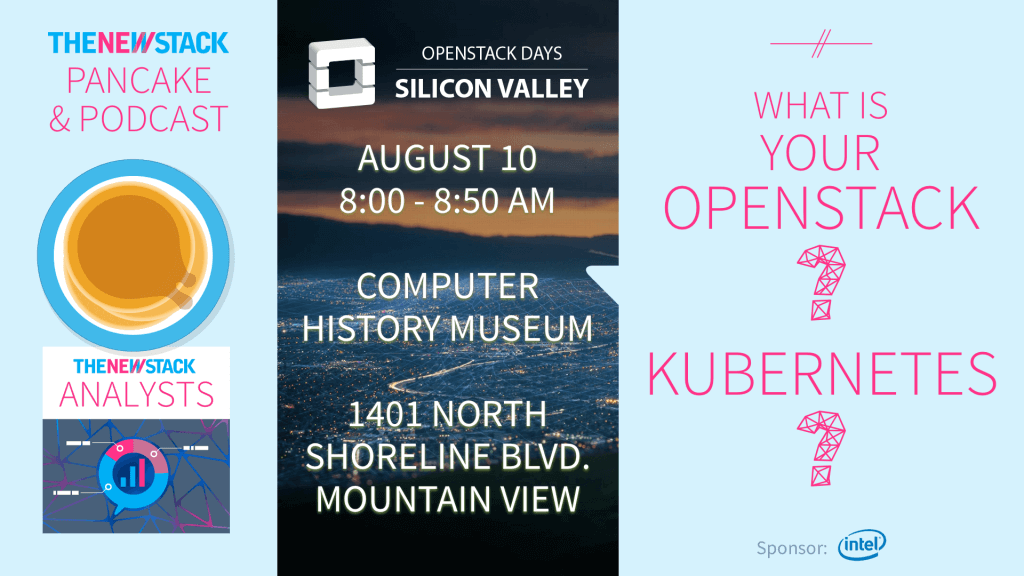 THENEWSTACK
PANCAKE
& PODCAST
THENEWSTACK
ANALYSTS
OPENSTACK DAYS
SILICON VALLEY
AUGUST 10
8:00 - 8:50 AM
COMPUTER
HISTORY MUSEUM
1401 NORTH
SHORELINE BLVD.
MOUNTAIN VIEW
WHAT IS
YOUR
OPENSTACK
?
KUBERNETES
?
Sponsor: intel